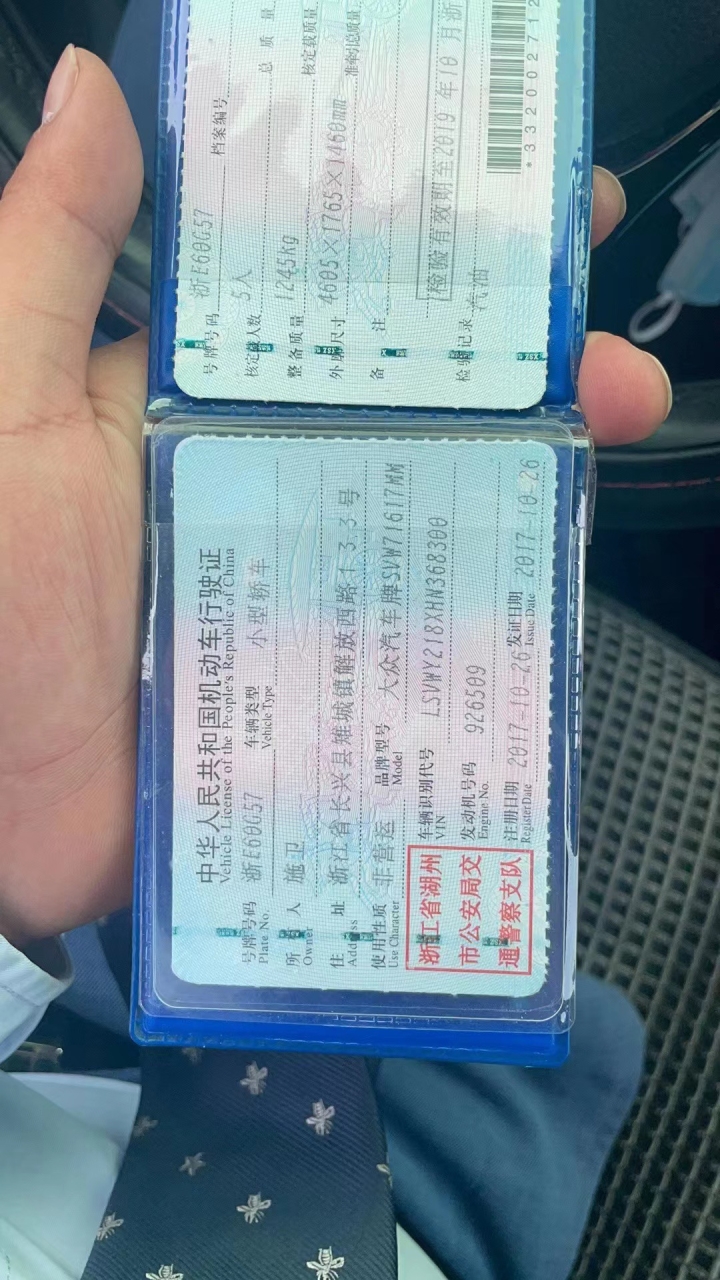 中华人民共和国机动车行驶证
Vehicle License of the People's Republic of China
号牌号码 浙E60G57 车辆类型 小型轿车
Plate No. Vehicle Type
所有人 施卫
Owner
住址 浙江省长兴县雉城镇解放西路133号
Address
使用性质 非营运 品牌型号 大众汽车牌SVW71617MM
Use Character Model
浙江省湖州
市公安局交
通警察支队
车辆识别代号 LSVWY218XHN368300
VIN
发动机号码 926509
Engine No.
注册日期 2017-10-26 发证日期 2017-10-26
Register Date Issue Date
号牌号码 浙E60G57 档案编号
核定载人数 5人 总质量
整备质量 1245kg 核定载质量
外廓尺寸 4605×1765×1460mm 准牵引总质量
备注
检验有效期至2019年10月浙
检验记录 汽油
*3320002712